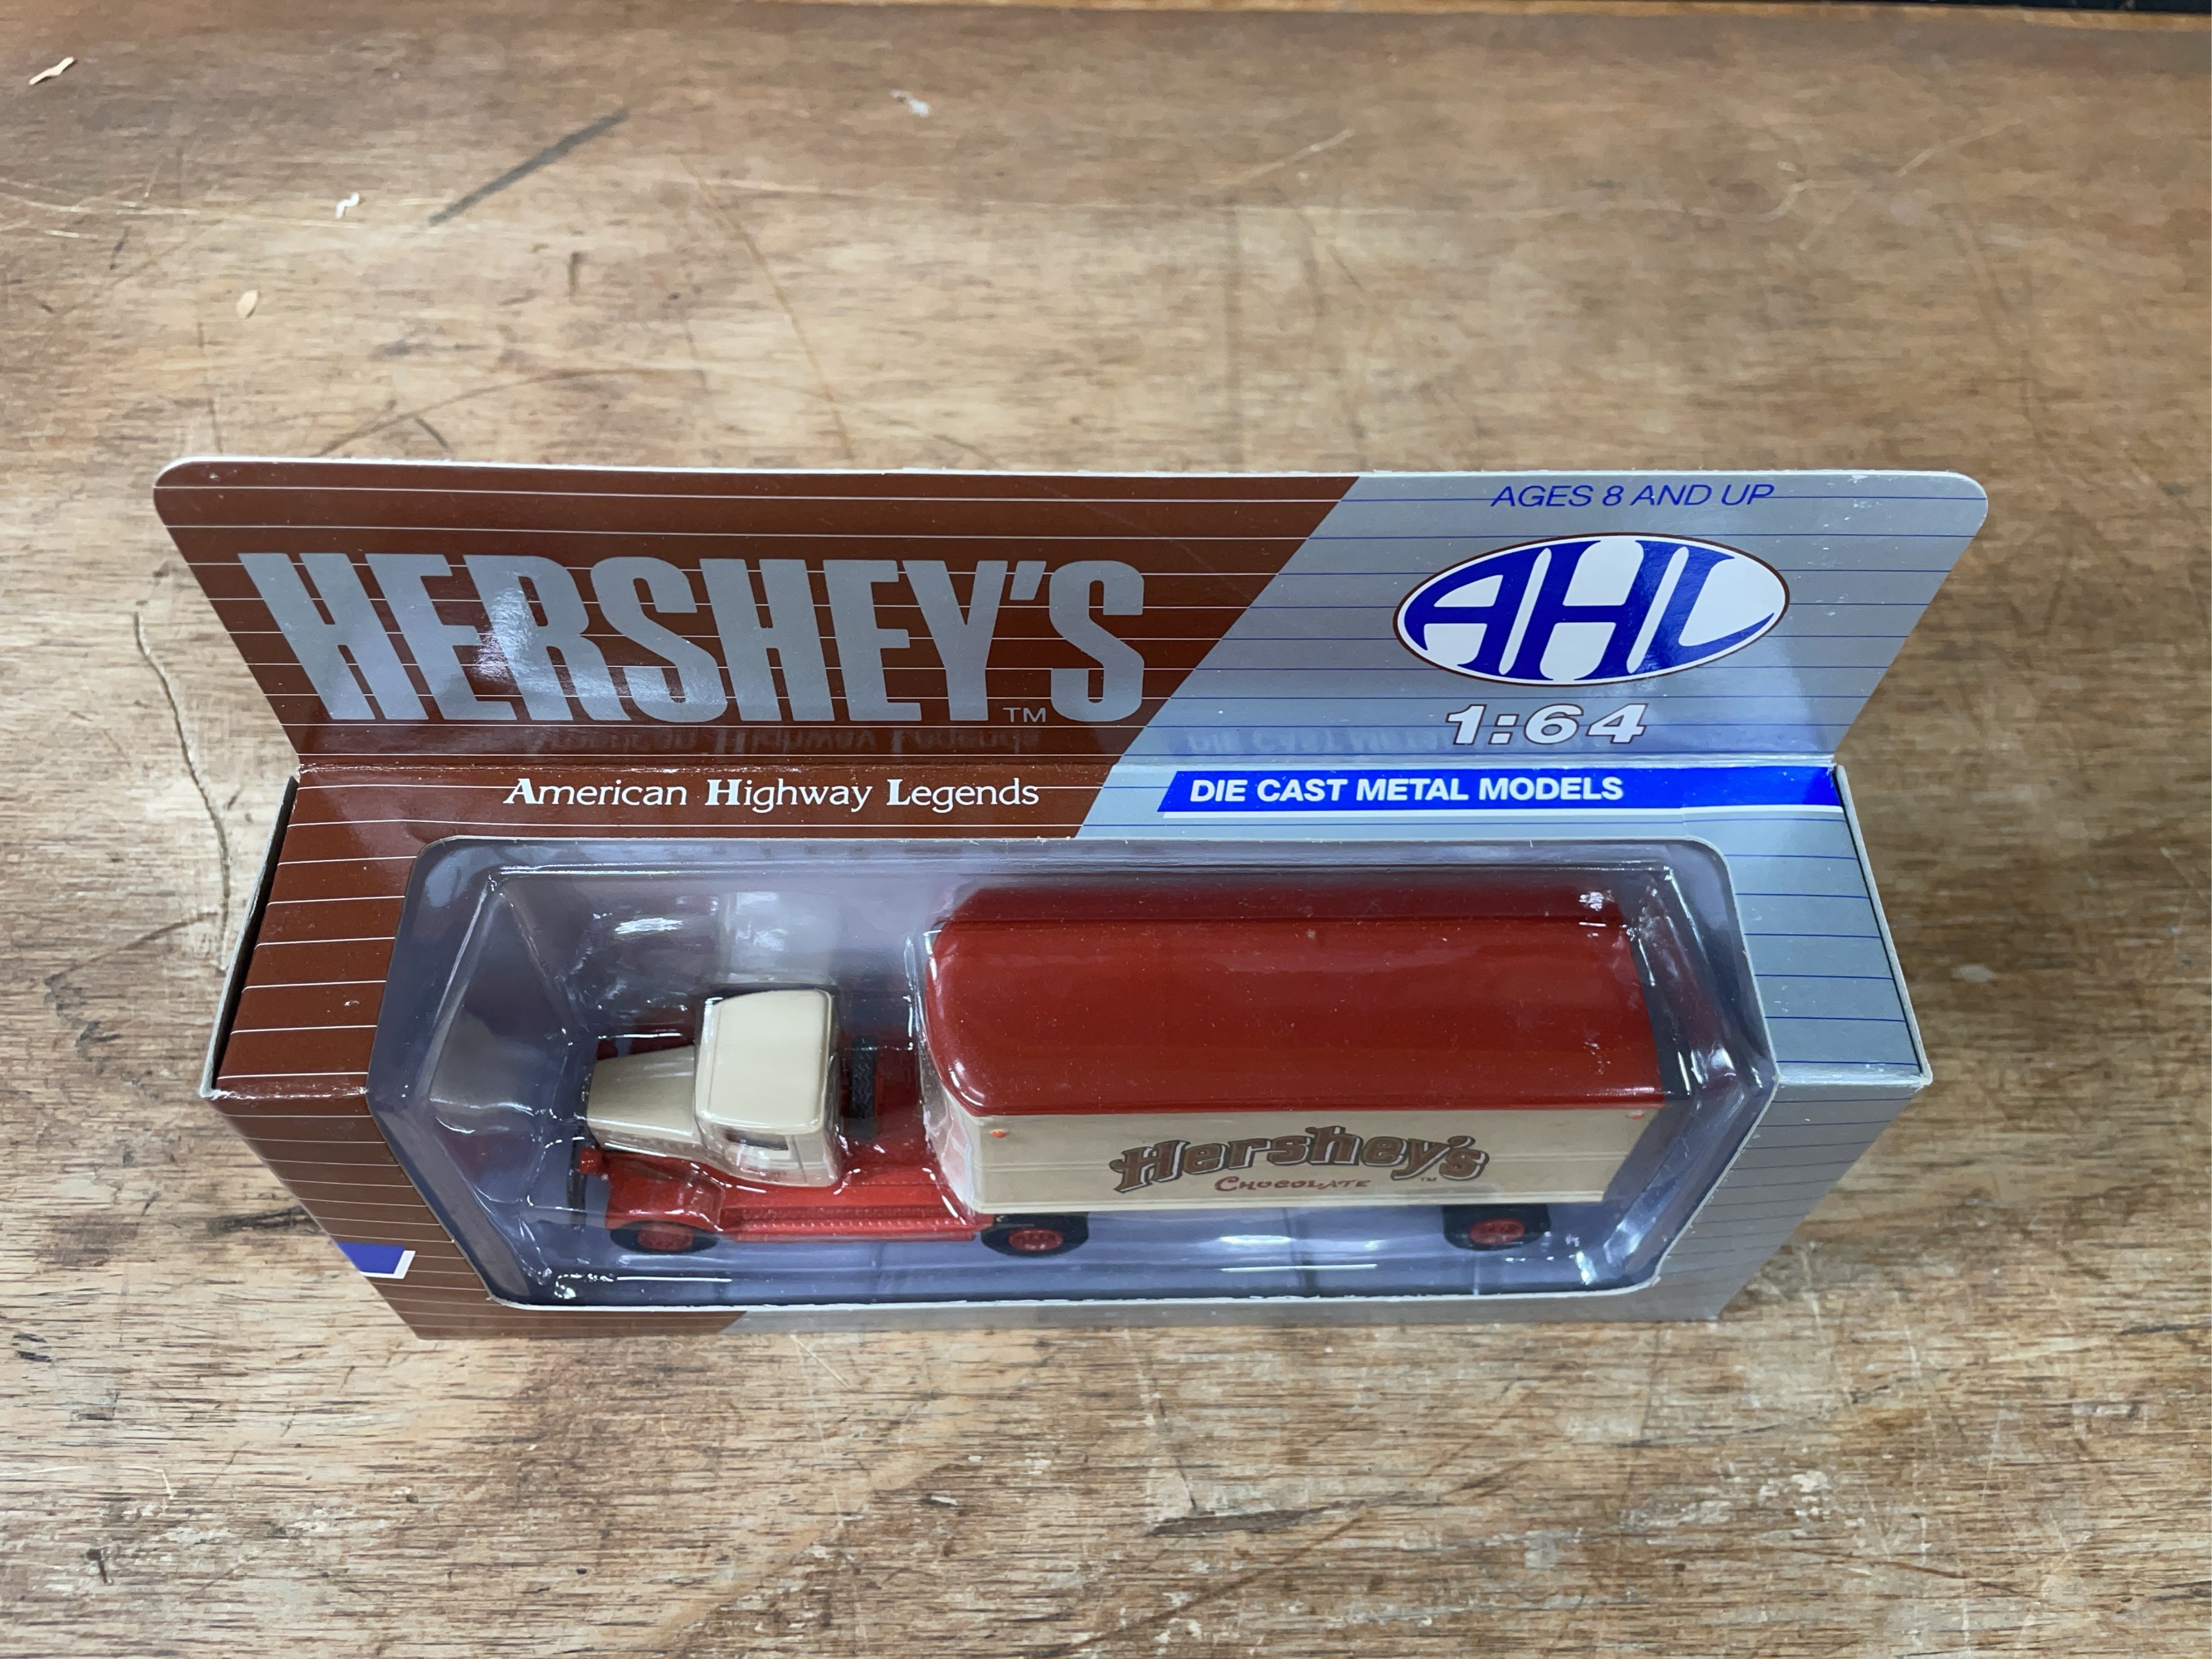 AGES 8 AND UP
HERSHEY'S
TM
AHL
1:64
American Highway Legends
DIE CAST METAL MODELS
Hershey's
TM
CHOCOLATE